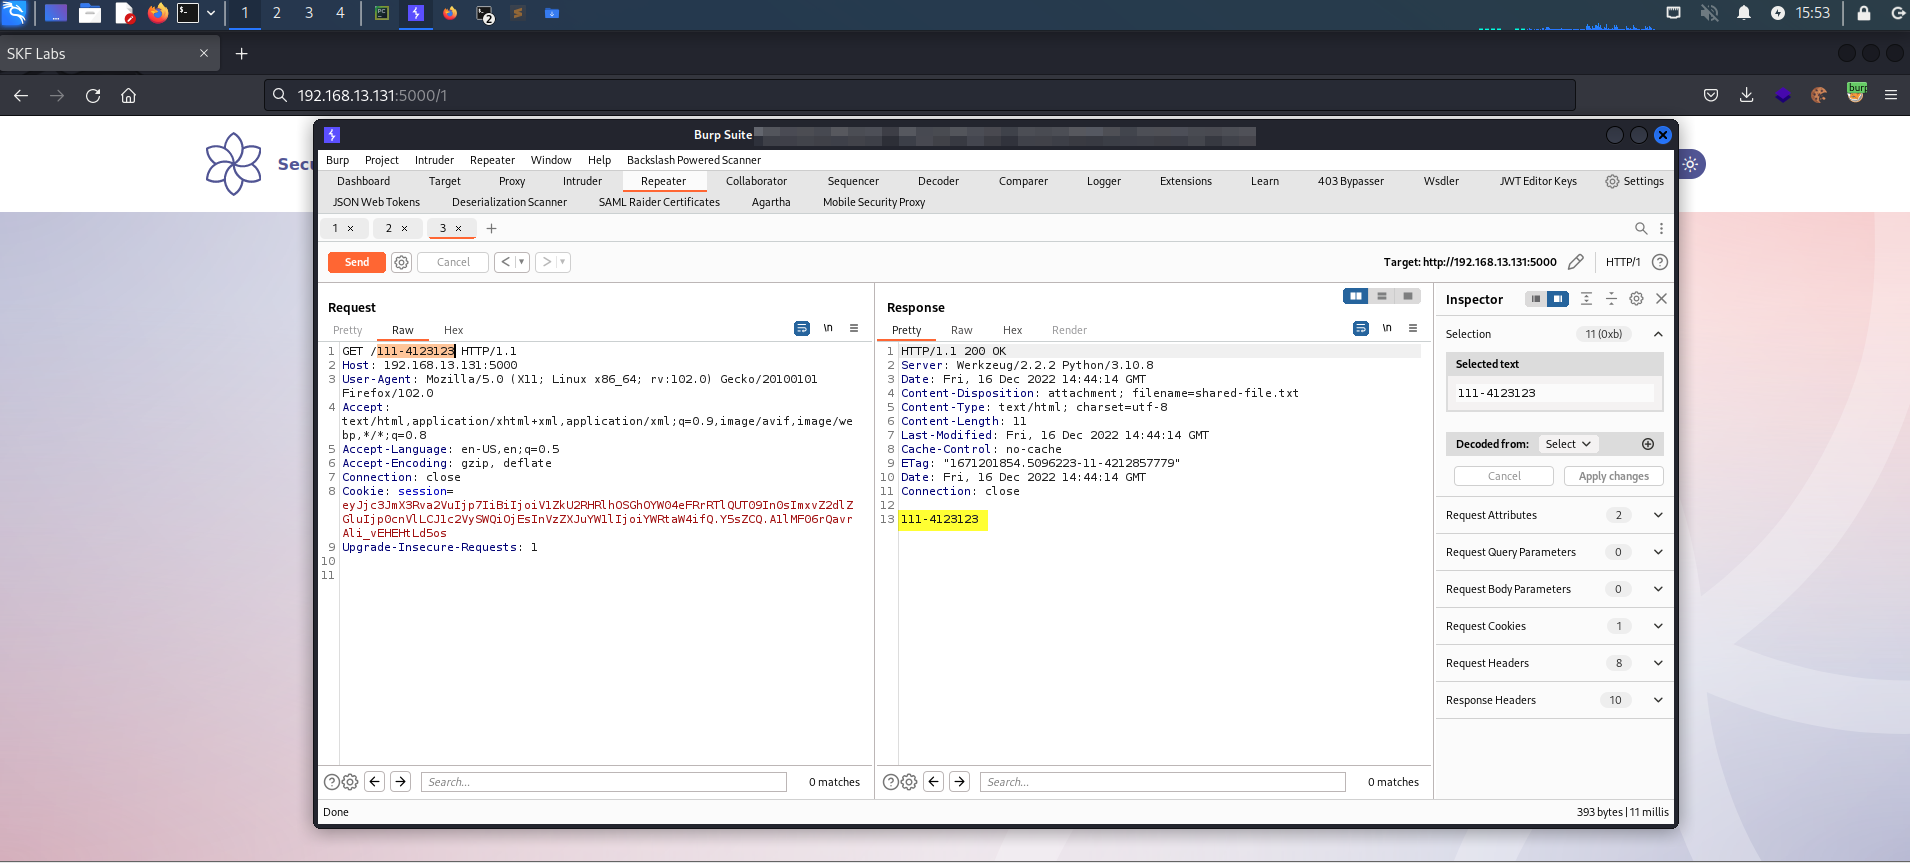 1 2 3 4 2 15:53
SKF Labs × +
192.168.13.131:5000/1
burp
Secu
Burp Suite
Burp Project Intruder Repeater Window Help Backslash Powered Scanner
Dashboard Target Proxy Intruder Repeater Collaborator Sequencer Decoder Comparer Logger Extensions Learn 403 Bypasser Wsdler JWT Editor Keys Settings
JSON Web Tokens Deserialization Scanner SAML Raider Certificates Agartha Mobile Security Proxy
1 × 2 × 3 × +
Send Cancel < > Target: http://192.168.13.131:5000 HTTP/1 ?
Request
Pretty Raw Hex \n
1 GET /111-4123123 HTTP/1.1
2 Host: 192.168.13.131:5000
3 User-Agent: Mozilla/5.0 (X11; Linux x86_64; rv:102.0) Gecko/20100101
Firefox/102.0
4 Accept:
text/html,application/xhtml+xml,application/xml;q=0.9,image/avif,image/we
bp,*/*;q=0.8
5 Accept-Language: en-US,en;q=0.5
6 Accept-Encoding: gzip, deflate
7 Connection: close
8 Cookie: session=
9 Upgrade-Insecure-Requests: 1
10
11
Search... 0 matches
Response
Pretty Raw Hex Render \n
1 HTTP/1.1 200 OK
2 Server: Werkzeug/2.2.2 Python/3.10.8
3 Date: Fri, 16 Dec 2022 14:44:14 GMT
4 Content-Disposition: attachment; filename=shared-file.txt
5 Content-Type: text/html; charset=utf-8
6 Content-Length: 11
7 Last-Modified: Fri, 16 Dec 2022 14:44:14 GMT
8 Cache-Control: no-cache
9 ETag: "1671201854.5096223-11-4212857779"
10 Date: Fri, 16 Dec 2022 14:44:14 GMT
11 Connection: close
12
13 111-4123123
Search... 0 matches
Inspector
Selection 11 (0xb)
Selected text
111-4123123
Decoded from: Select
Cancel Apply changes
Request Attributes 2
Request Query Parameters 0
Request Body Parameters 0
Request Cookies 1
Request Headers 8
Response Headers 10
Done 393 bytes | 11 millis